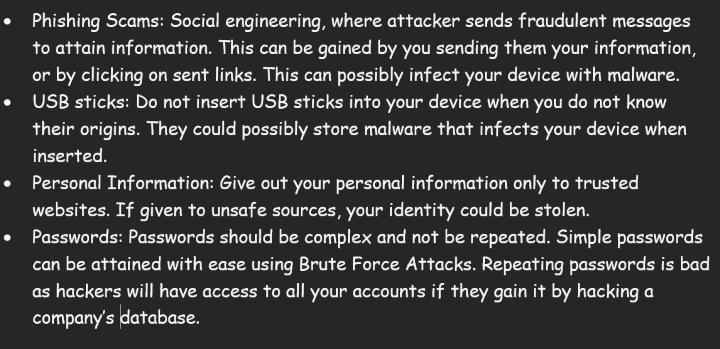 • Phishing Scams: Social engineering, where attacker sends fraudulent messages
to attain information. This can be gained by you sending them your information,
or by clicking on sent links. This can possibly infect your device with malware.
• USB sticks: Do not insert USB sticks into your device when you do not know
their origins. They could possibly store malware that infects your device when
inserted.
• Personal Information: Give out your personal information only to trusted
websites. If given to unsafe sources, your identity could be stolen.
• Passwords: Passwords should be complex and not be repeated. Simple passwords
can be attained with ease using Brute Force Attacks. Repeating passwords is bad
as hackers will have access to all your accounts if they gain it by hacking a
company's database.